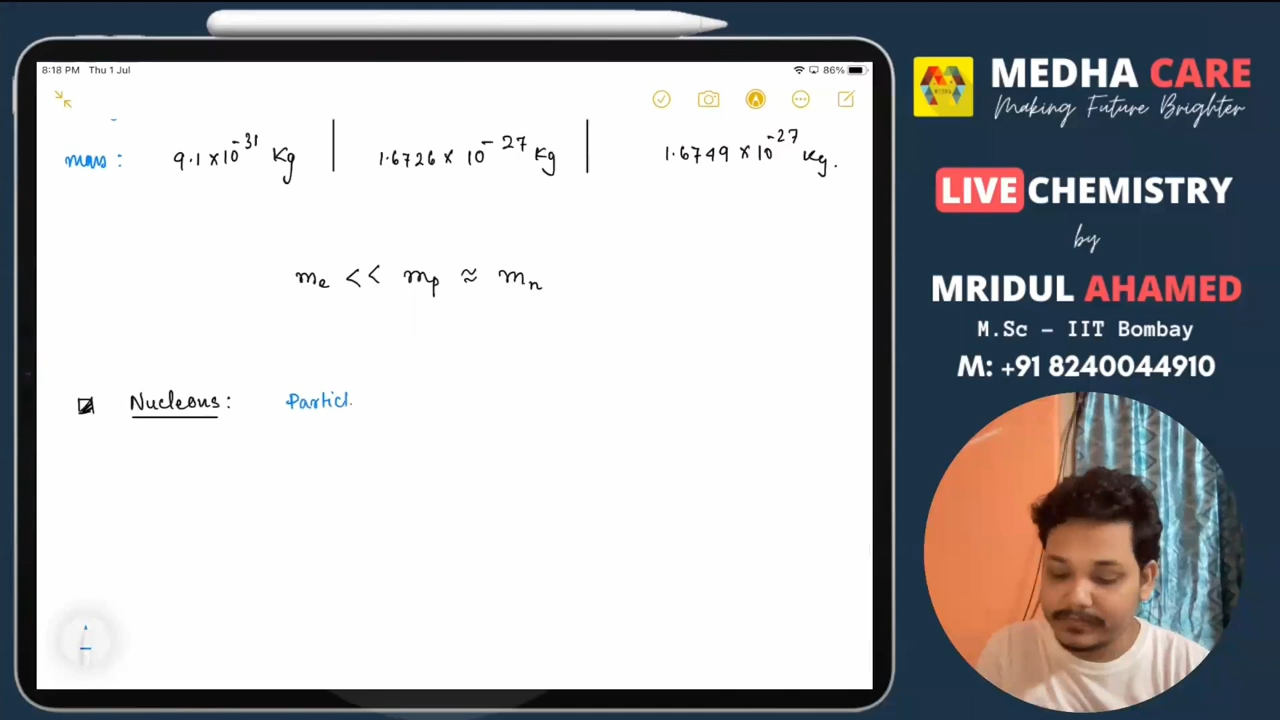 8:18 PM Thu 1 Jul
86%
mass : 9.1 × 10⁻³¹ Kg | 1.6726 × 10⁻²⁷ Kg | 1.6749 × 10⁻²⁷ Kg.
mₑ << mₚ ≈ mₙ
Nucleons : Particl
MEDHA CARE
Making Future Brighter
LIVE CHEMISTRY
by
MRIDUL AHAMED
M.Sc – IIT Bombay
M: +91 8240044910